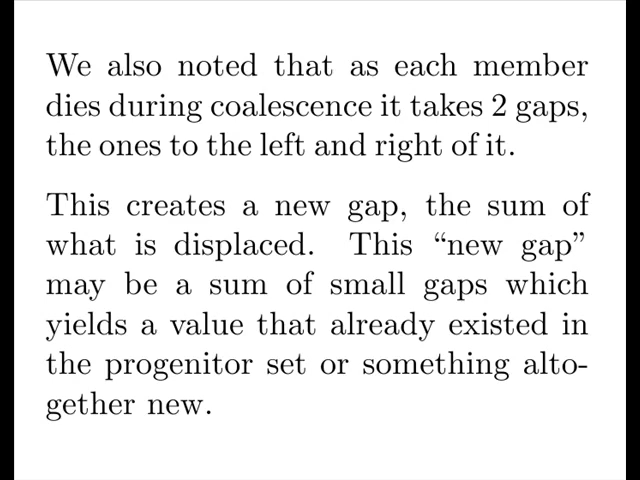 We also noted that as each member
dies during coalescence it takes 2 gaps,
the ones to the left and right of it.
This creates a new gap, the sum of
what is displaced. This “new gap”
may be a sum of small gaps which
yields a value that already existed in
the progenitor set or something alto-
gether new.